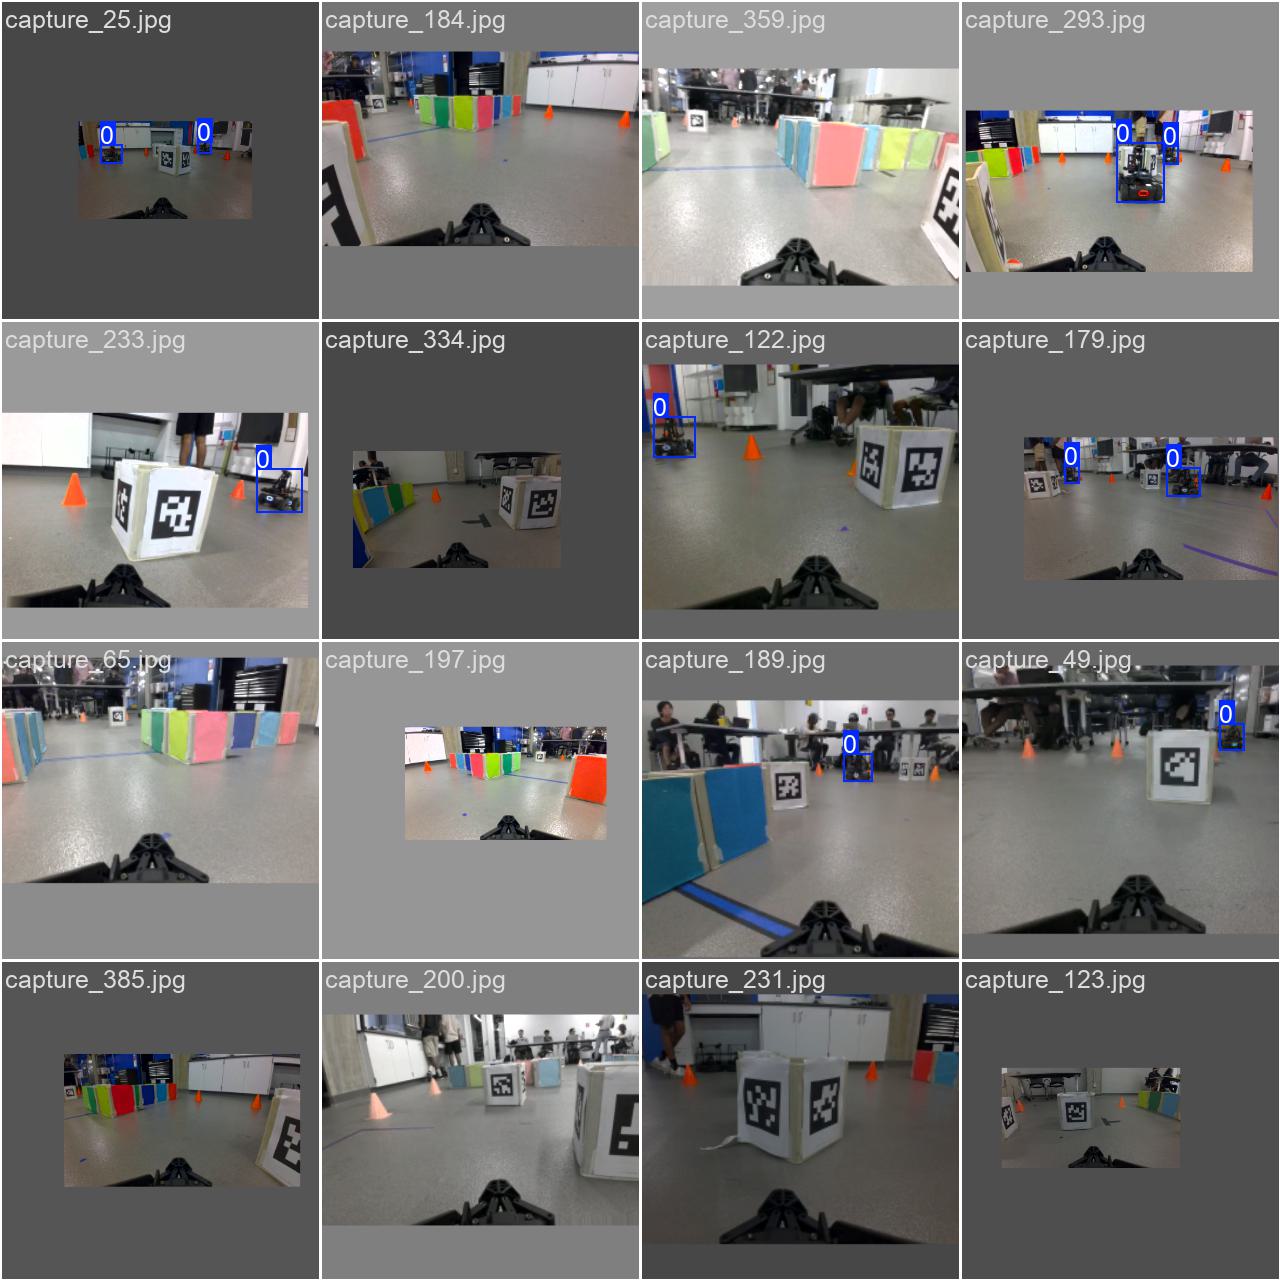 capture_25.jpg
capture_184.jpg
capture_359.jpg
capture_293.jpg
0
0
0
0
capture_233.jpg
capture_334.jpg
capture_122.jpg
capture_179.jpg
0
0
0
0
capture_65.jpg
capture_197.jpg
capture_189.jpg
capture_49.jpg
0
0
capture_385.jpg
capture_200.jpg
capture_231.jpg
capture_123.jpg